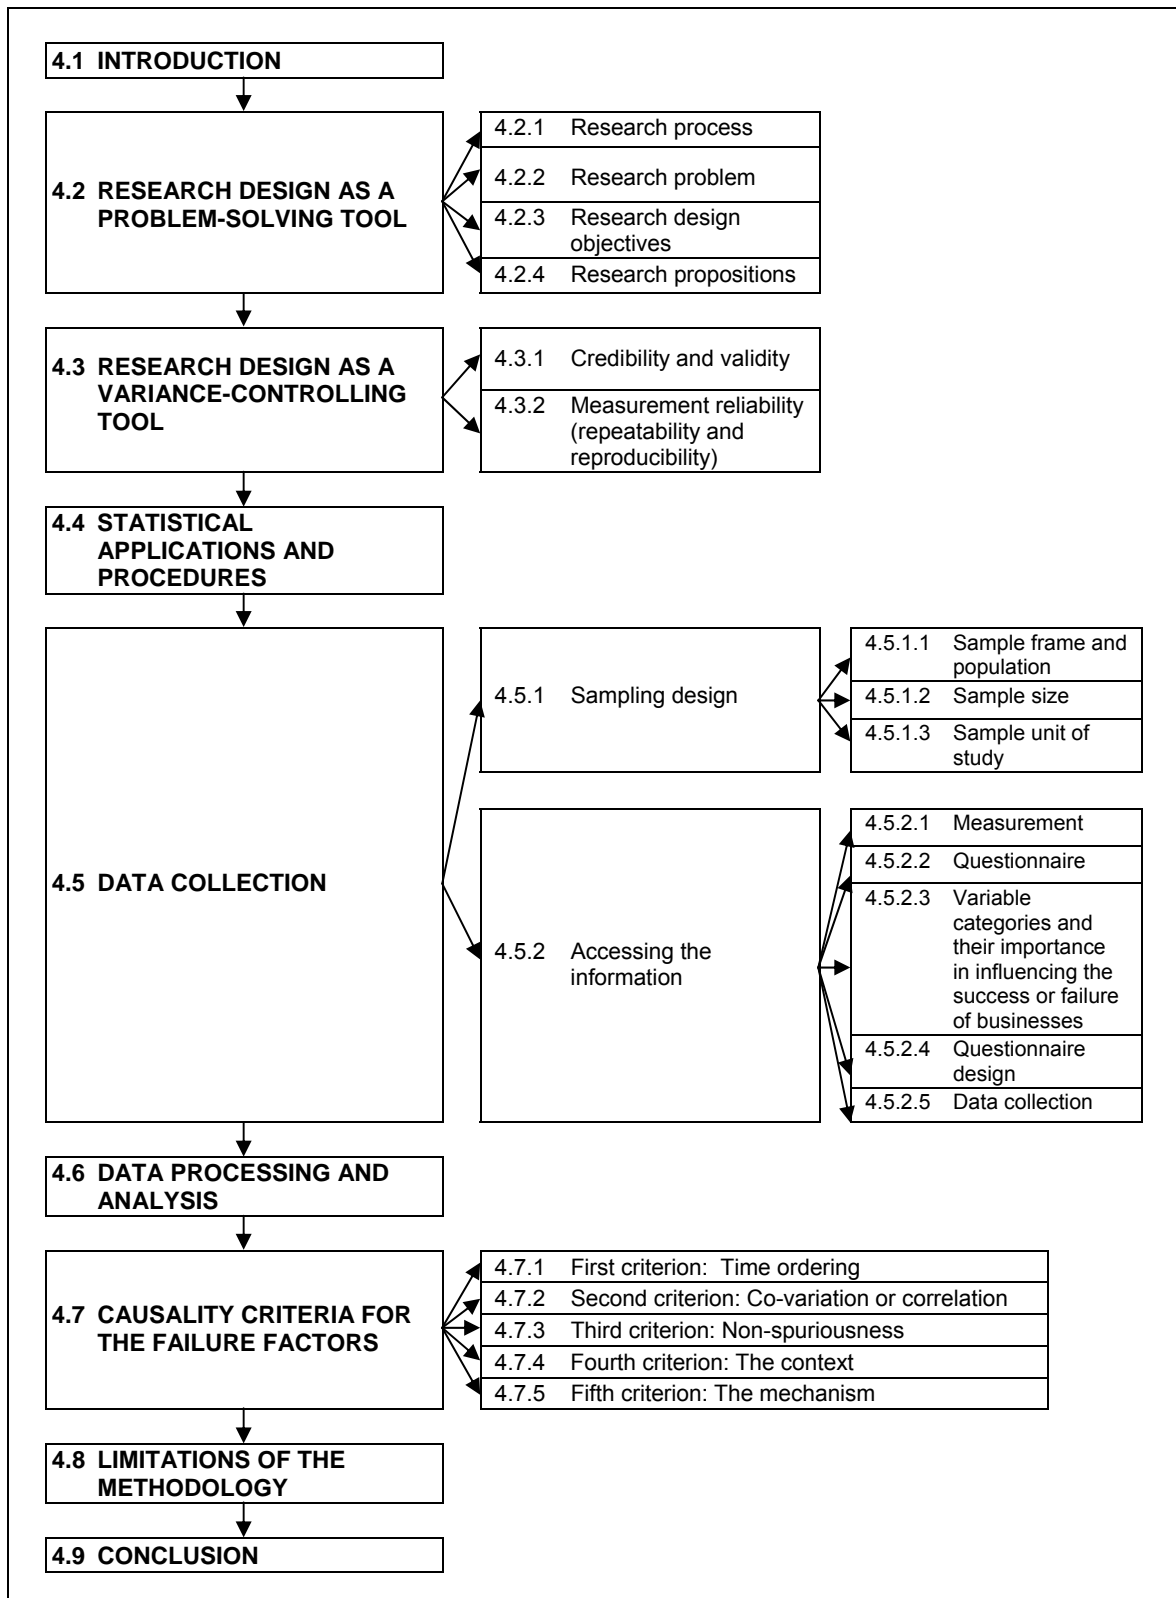 4.1 INTRODUCTION
4.2 RESEARCH DESIGN AS A
PROBLEM-SOLVING TOOL
4.2.1 Research process
4.2.2 Research problem
4.2.3 Research design
objectives
4.2.4 Research propositions
4.3 RESEARCH DESIGN AS A
VARIANCE-CONTROLLING
TOOL
4.3.1 Credibility and validity
4.3.2 Measurement reliability
(repeatability and
reproducibility)
4.4 STATISTICAL
APPLICATIONS AND
PROCEDURES
4.5 DATA COLLECTION
4.5.1 Sampling design
4.5.1.1 Sample frame and
population
4.5.1.2 Sample size
4.5.1.3 Sample unit of
study
4.5.2 Accessing the
information
4.5.2.1 Measurement
4.5.2.2 Questionnaire
4.5.2.3 Variable
categories and
their importance
in influencing the
success or failure
of businesses
4.5.2.4 Questionnaire
design
4.5.2.5 Data collection
4.6 DATA PROCESSING AND
ANALYSIS
4.7 CAUSALITY CRITERIA FOR
THE FAILURE FACTORS
4.7.1 First criterion: Time ordering
4.7.2 Second criterion: Co-variation or correlation
4.7.3 Third criterion: Non-spuriousness
4.7.4 Fourth criterion: The context
4.7.5 Fifth criterion: The mechanism
4.8 LIMITATIONS OF THE
METHODOLOGY
4.9 CONCLUSION